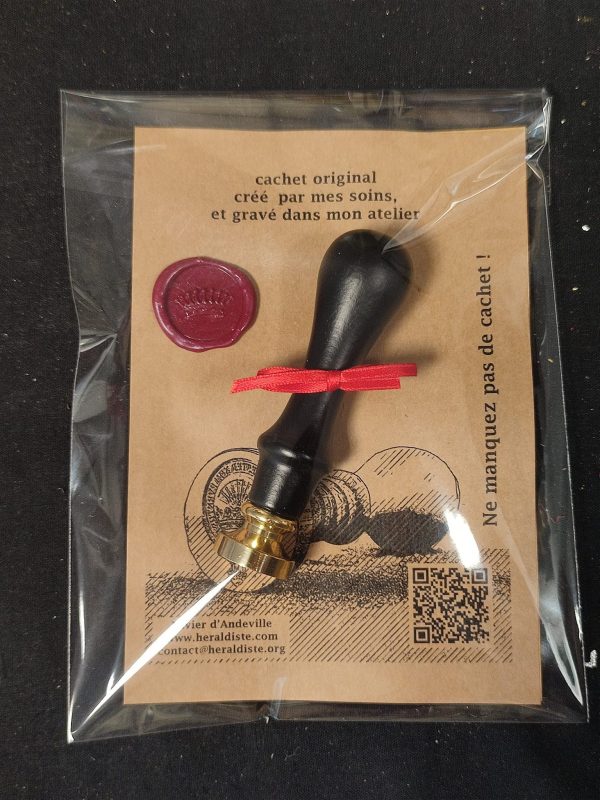 cachet original
créé par mes soins,
et gravé dans mon atelier
Ne manquez pas de cachet !
d'Andeville
www.heraldiste.com
contact@heraldiste.org